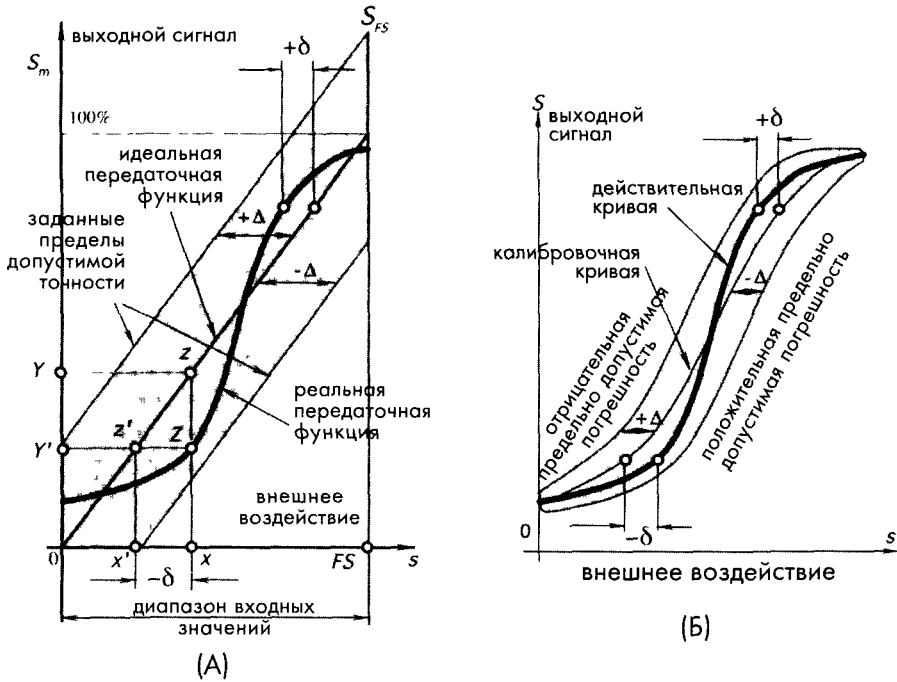 S_FS
выходной сигнал
+δ
S_m
100%
идеальная
передаточная
функция
заданные
пределы
допустимой
тонности
+Δ
-Δ
Y
z
реальная
передаточная
функция
z'
Z
Y'
внешнее
воздействие
0
x'
x
FS
s
-δ
диапазон входных
значений
(А)
S
выходной
сигнал
+δ
действительная
кривая
калибровочная
кривая
-Δ
отрицательная
предельно допустимая
погрешность
+Δ
положительная предельно
допустимая погрешность
0
-δ
s
внешнее воздействие
(Б)